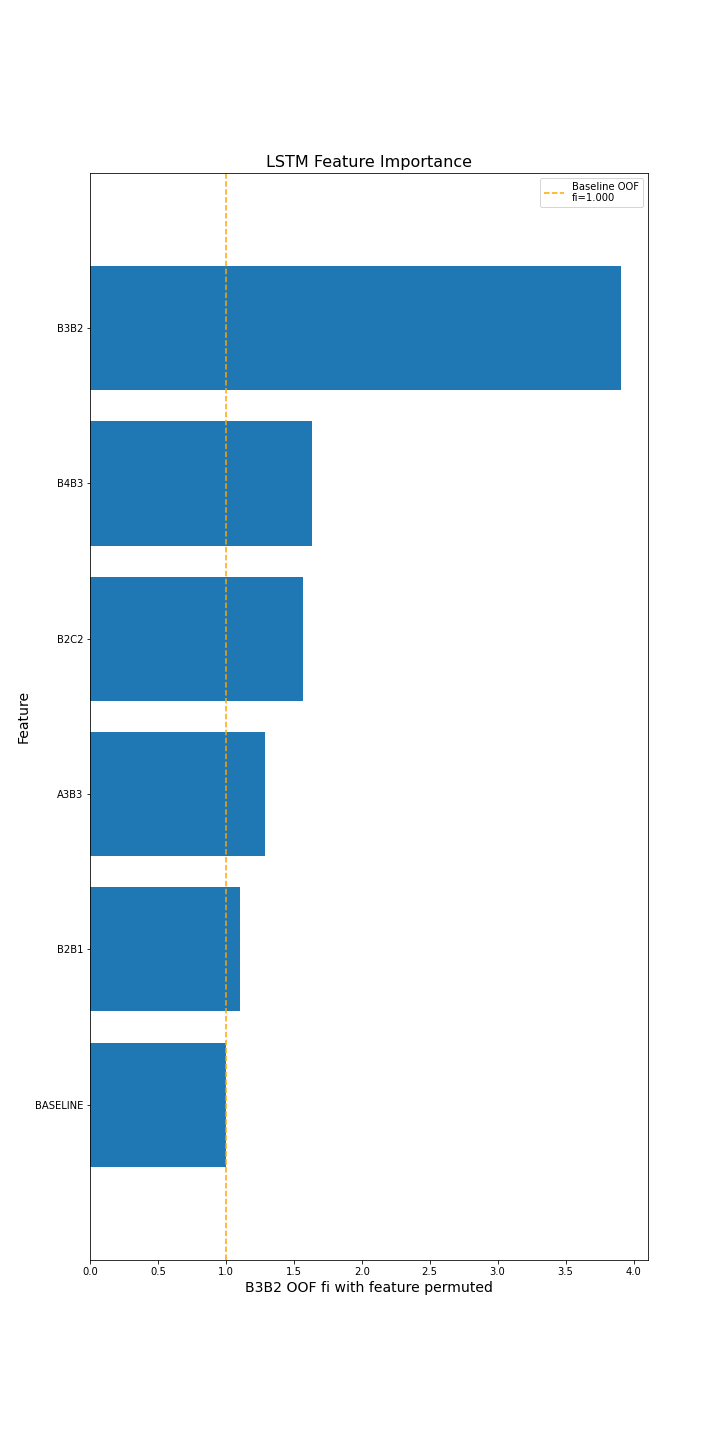 LSTM Feature Importance
Baseline OOF
fi=1.000
B3B2
B4B3
B2C2
A3B3
B2B1
BASELINE
Feature
0.0 0.5 1.0 1.5 2.0 2.5 3.0 3.5 4.0
B3B2 OOF fi with feature permuted